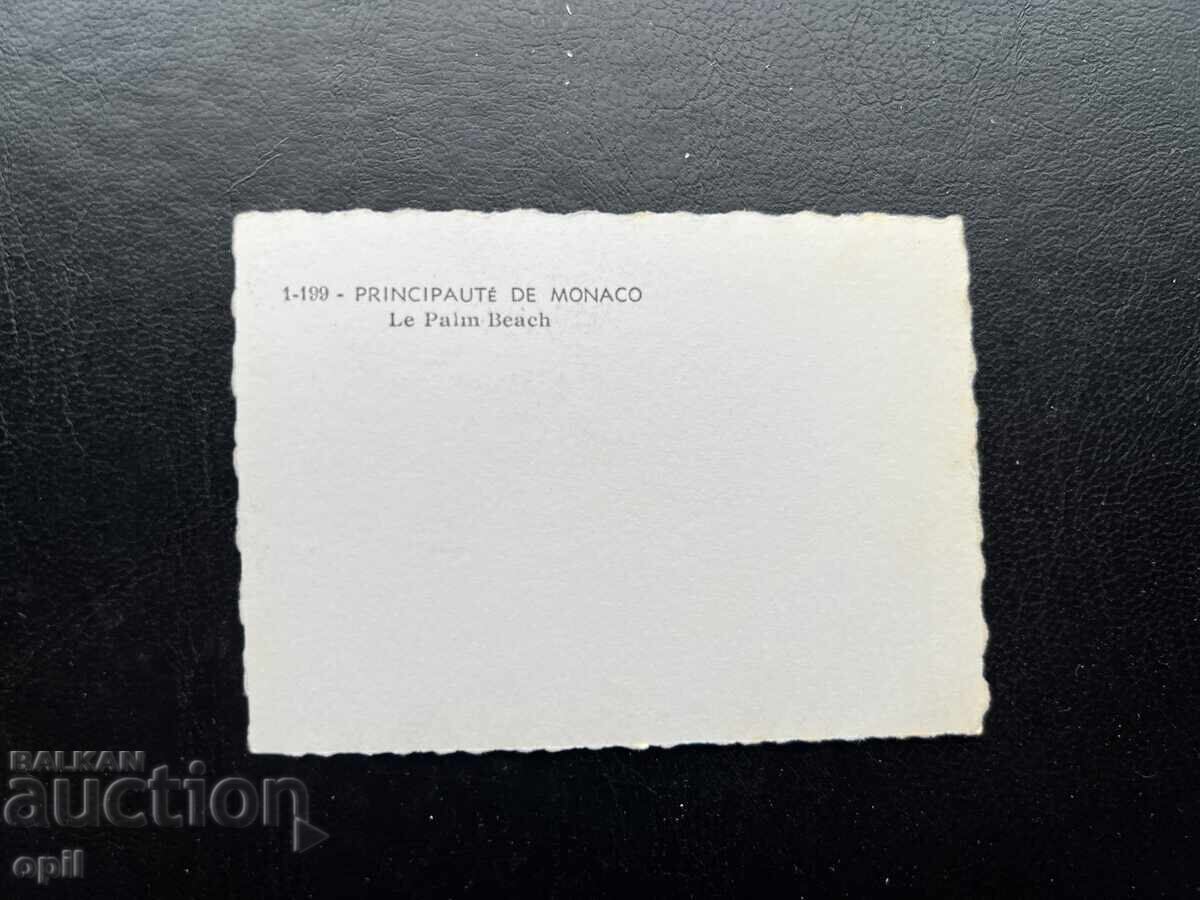 1-199 - PRINCIPAUTÉ DE MONACO
Le Palm-Beach
BALKAN
auction
opil